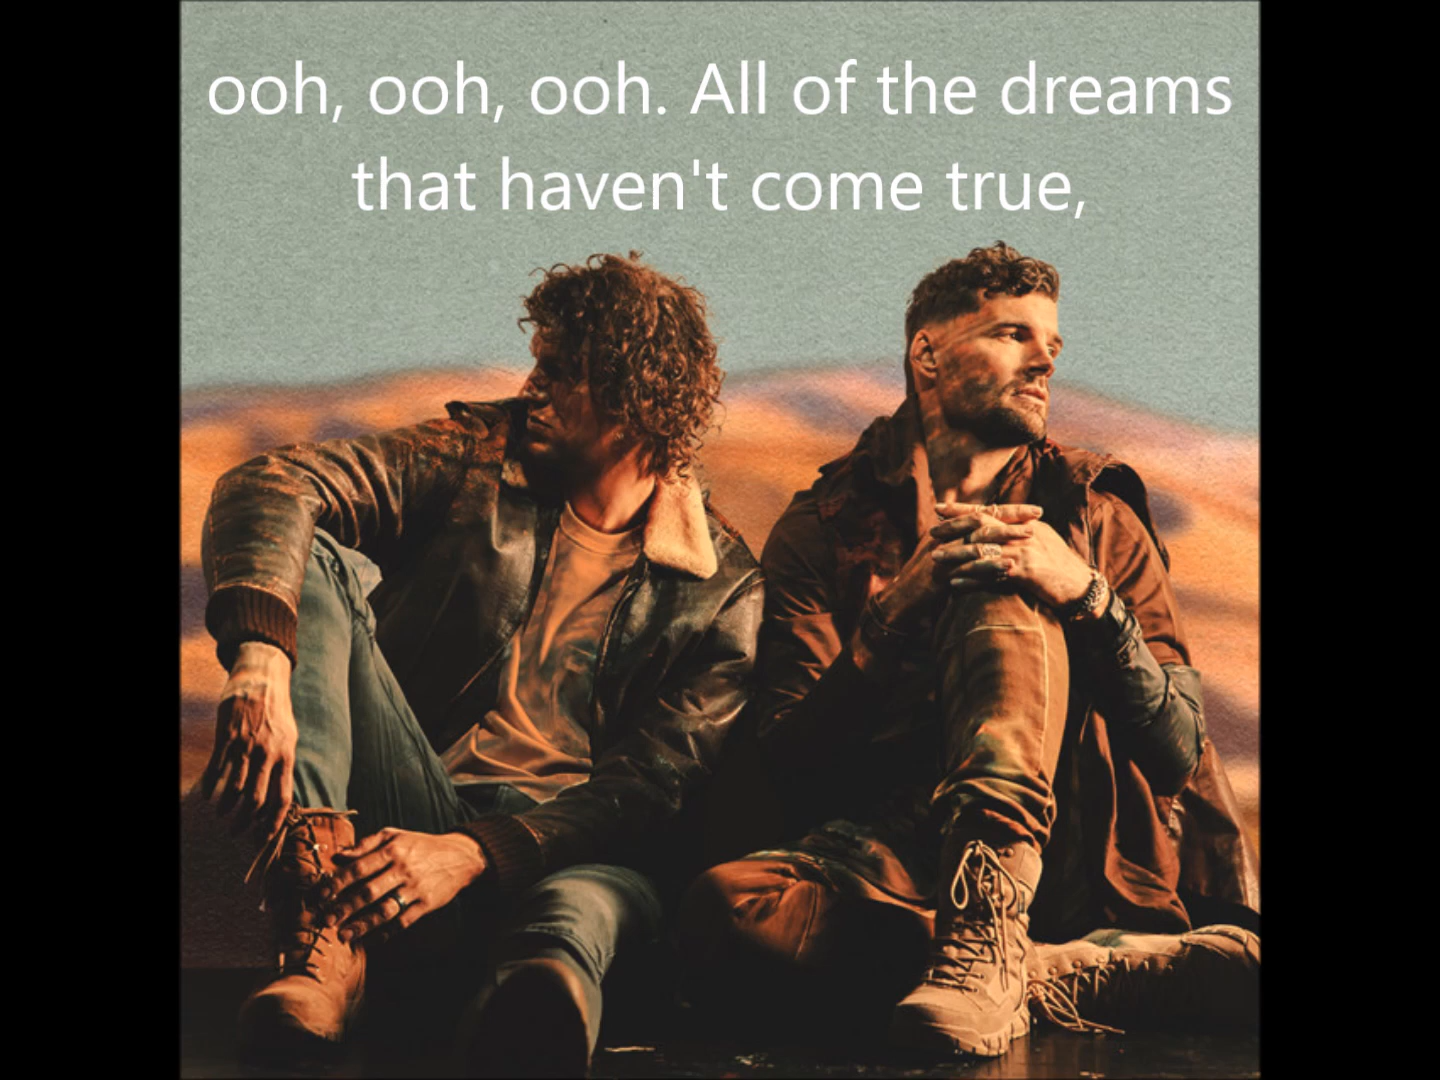 ooh, ooh, ooh. All of the dreams
that haven't come true,